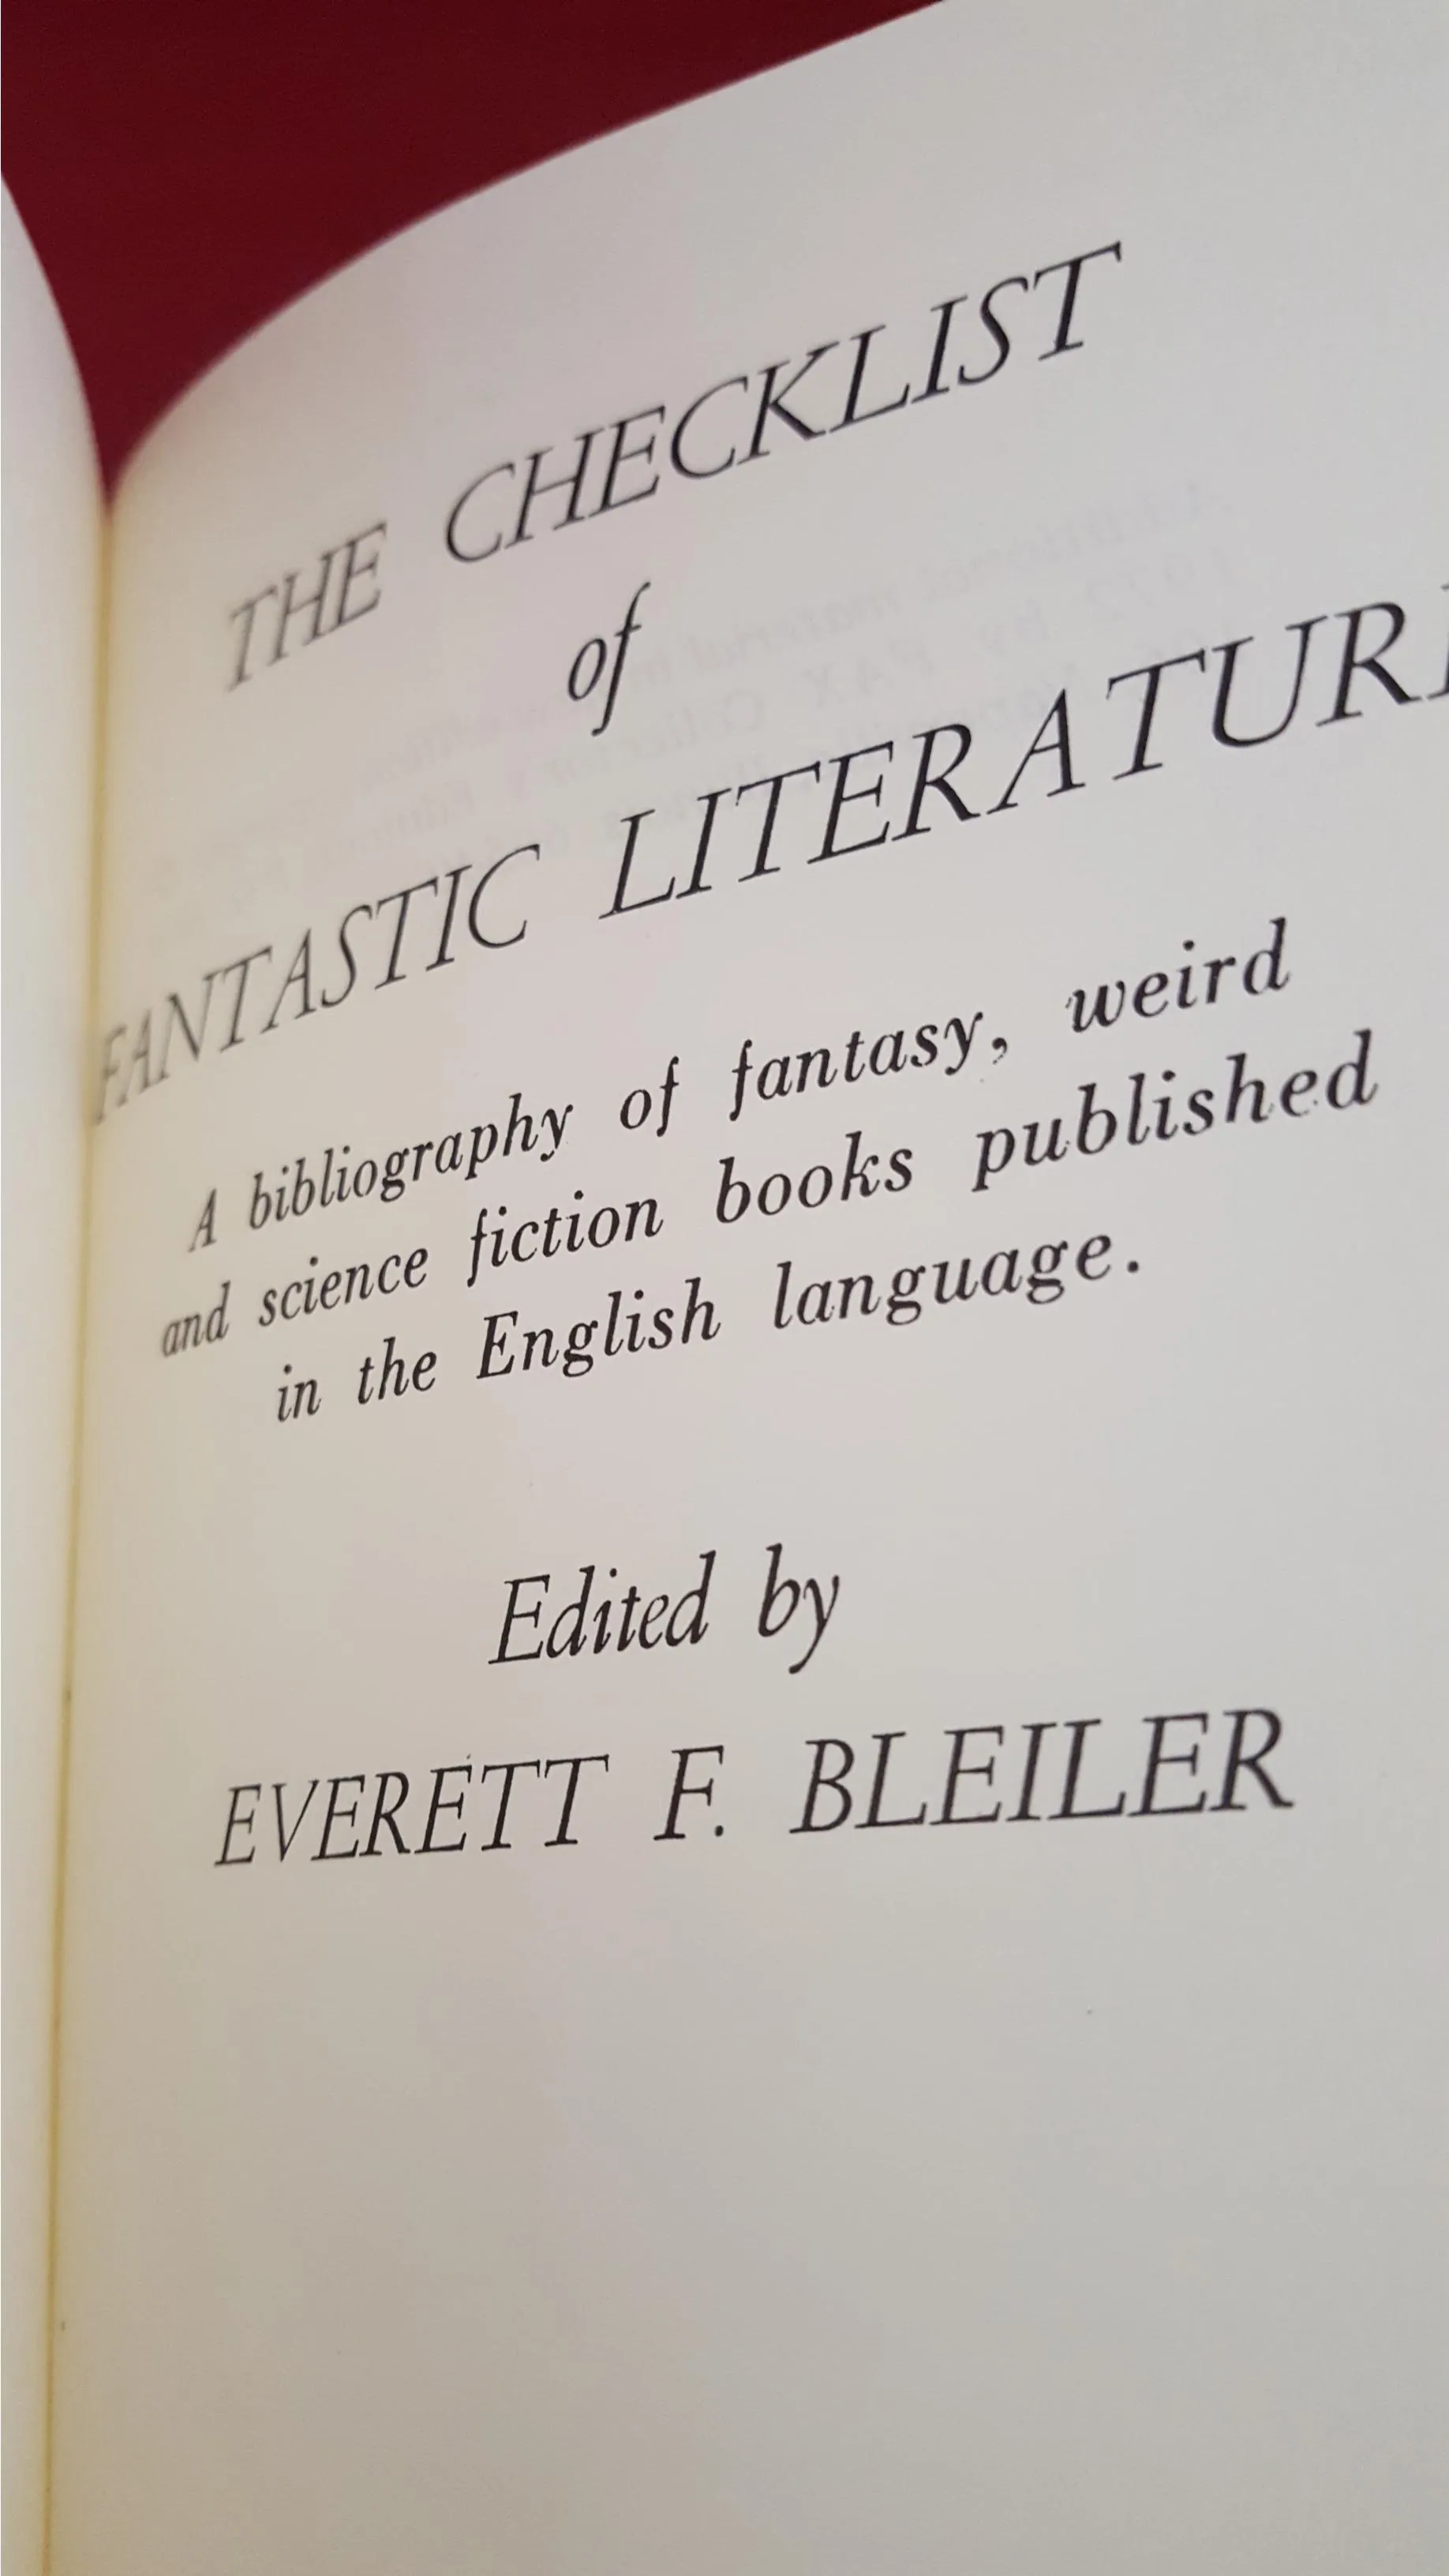 THE CHECKLIST
of
FANTASTIC LITERATUR
A bibliography of fantasy, weird
and science fiction books published
in the English language.
Edited by
EVERETT F. BLEILER